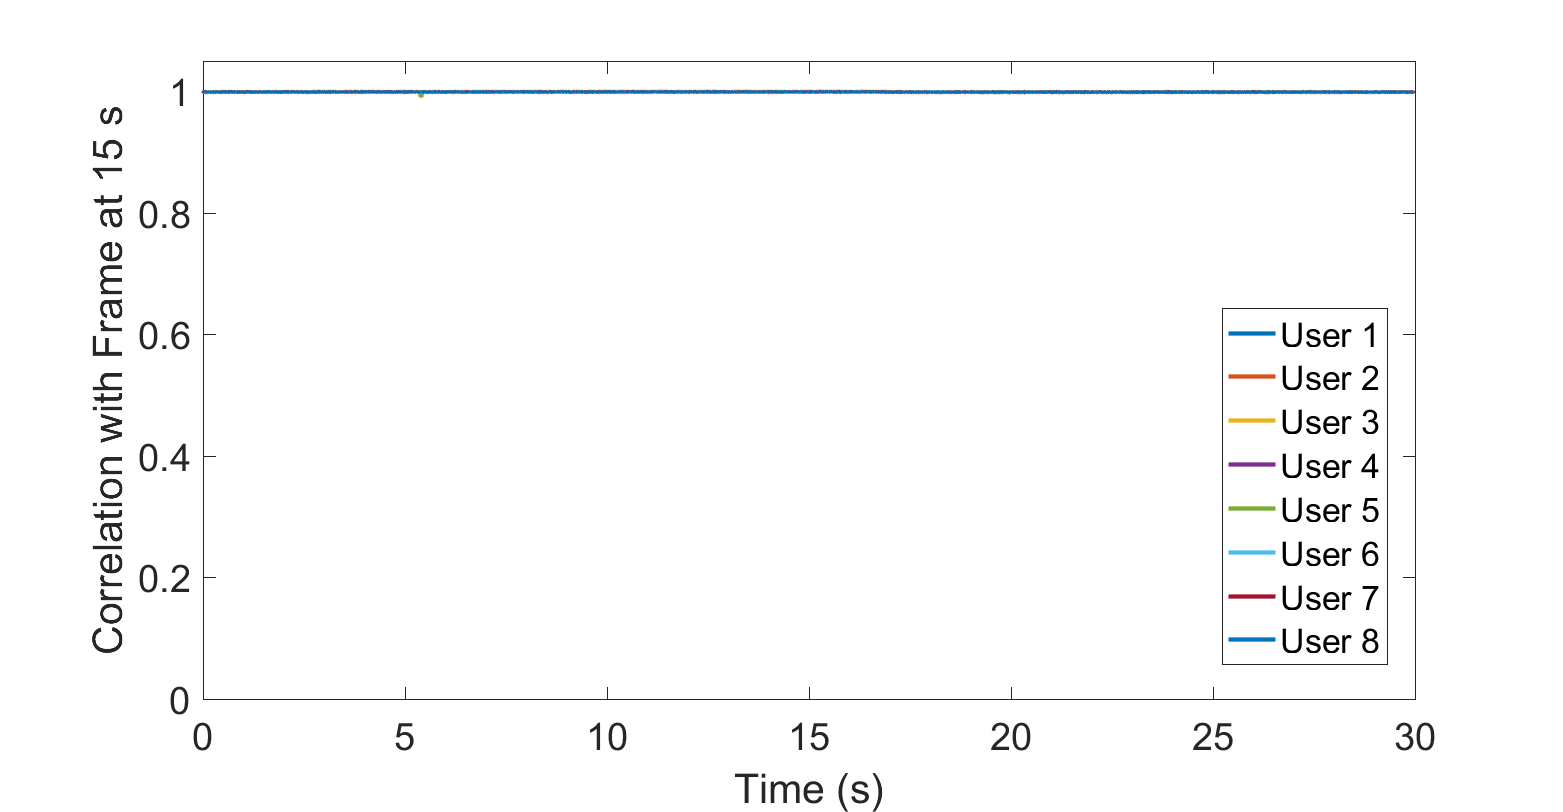 Correlation with Frame at 15 s
1
0.8
0.6
0.4
0.2
0
0 5 10 15 20 25 30
Time (s)
User 1
User 2
User 3
User 4
User 5
User 6
User 7
User 8